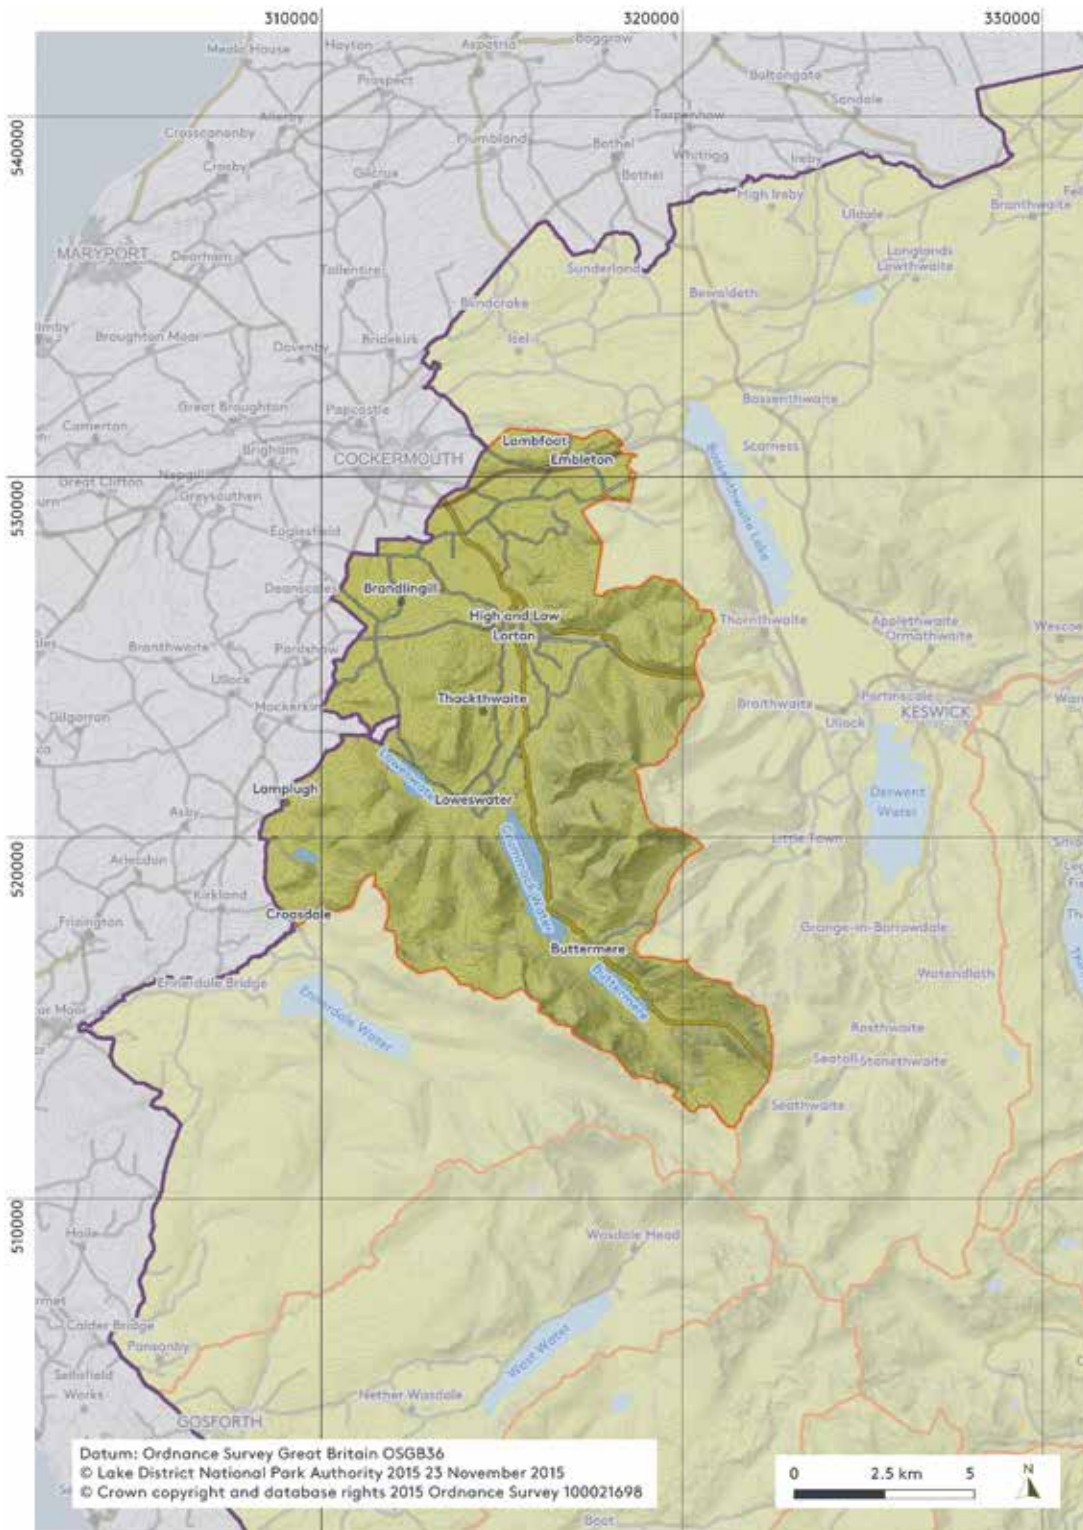 310000
320000
330000
540000
530000
520000
510000
Mealo House
Hayton
Aspatria
Baggrow
Prospect
Boltongate
Sandale
Allerby
Crosscanonby
Crosby
Plumbland
Torpenhow
Bothel
Whitrigg
Ireby
Gilcrux
Bothel
High Ireby
Branthwaite
Uldale
MARYPORT
Dearham
Tallentire
Sunderland
Longlands
Lowthwaite
Blindcrake
Bewaldeth
Broughton Moor
Dovenby
Bridekirk
Isel
Great Broughton
Papcastle
Bassenthwaite
Camerton
Brigham
COCKERMOUTH
Lambfoot
Embleton
Scarness
Great Clifton
Greysouthen
Bassenthwaite Lake
Eaglesfield
Deanscales
Brandlingill
High and Low
Lorton
Thornthwaite
Applethwaite
Ormathwaite
Branthwaite
Pardshaw
Ullock
Thackthwaite
Mockerkin
Braithwaite
Portinscale
Ullock
KESWICK
Gilgarran
Loweswater
Lamplugh
Loweswater
Derwent
Water
Asby
Crummock Water
Little Town
Arlecdon
Kirkland
Croasdale
Frizington
Grange-in-Borrowdale
Buttermere
Buttermere
Watendlath
Ennerdale Bridge
Ennerdale Water
Rosthwaite
Seatoller
Stonethwaite
Seathwaite
Haile
Wasdale Head
Calder Bridge
Ponsonby
Wast Water
Sellafield
Works
Nether Wasdale
GOSFORTH
Boot
Datum: Ordnance Survey Great Britain OSGB36
© Lake District National Park Authority 2015 23 November 2015
© Crown copyright and database rights 2015 Ordnance Survey 100021698
0 2.5 km 5
N